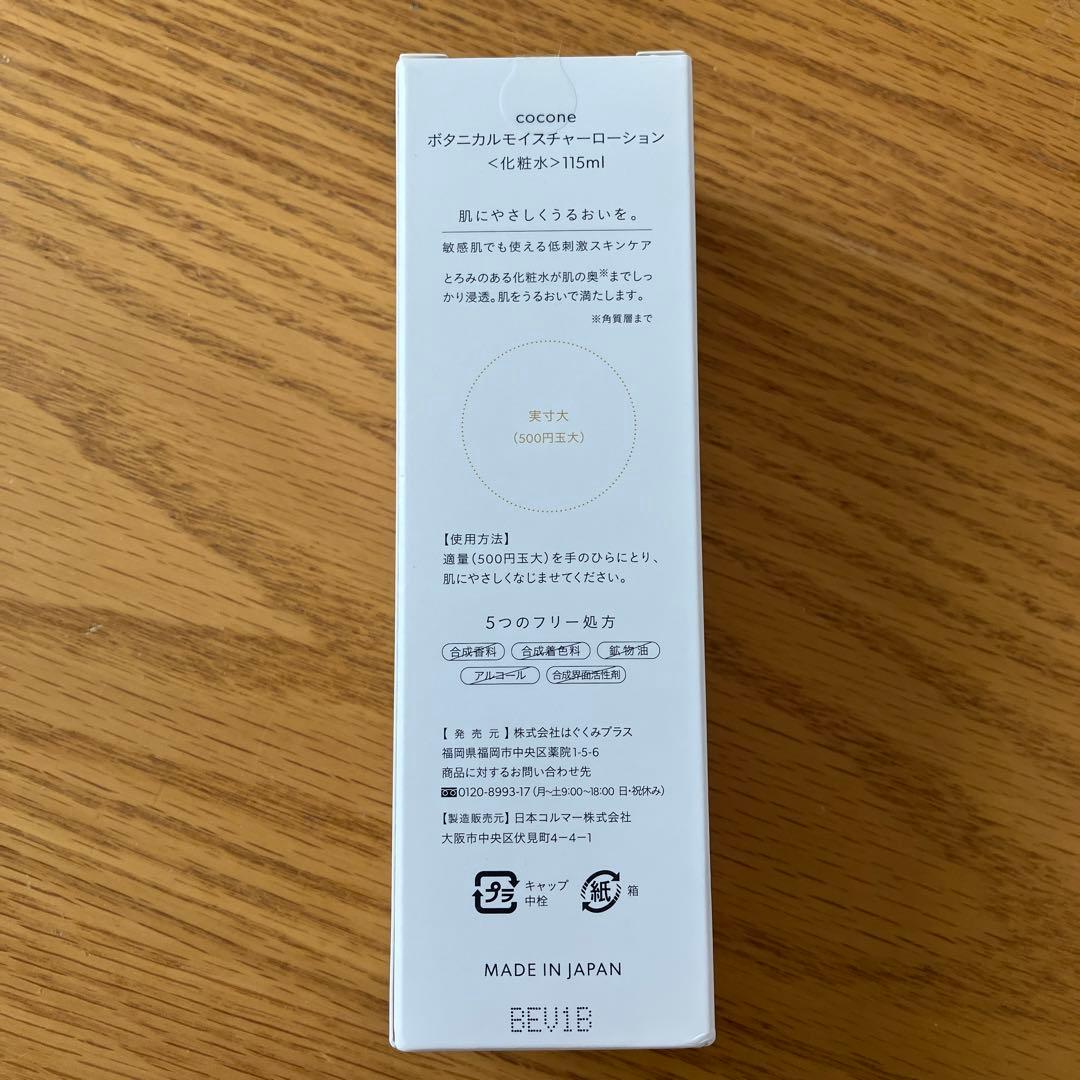 cocone
ボタニカルモイスチャーローション
<化粧水>115ml
肌にやさしくうるおいを。
敏感肌でも使える低刺激スキンケア
とろみのある化粧水が肌の奥※までしっ
かり浸透。肌をうるおいで満たします。
※角質層まで
実寸大
(500円玉大)
【使用方法】
適量(500円玉大)を手のひらにとり、
肌にやさしくなじませてください。
5つのフリー処方
合成香料 合成着色料 鉱物油
アルコール 合成界面活性剤
【発売元】株式会社はぐくみプラス
福岡県福岡市中央区薬院1-5-6
商品に対するお問い合わせ先
0120-8993-17(月~土9:00~18:00 日・祝休み)
【製造販売元】日本コルマー株式会社
大阪市中央区伏見町4-4-1
プラ キャップ 紙 箱
中栓
MADE IN JAPAN
BEV1B